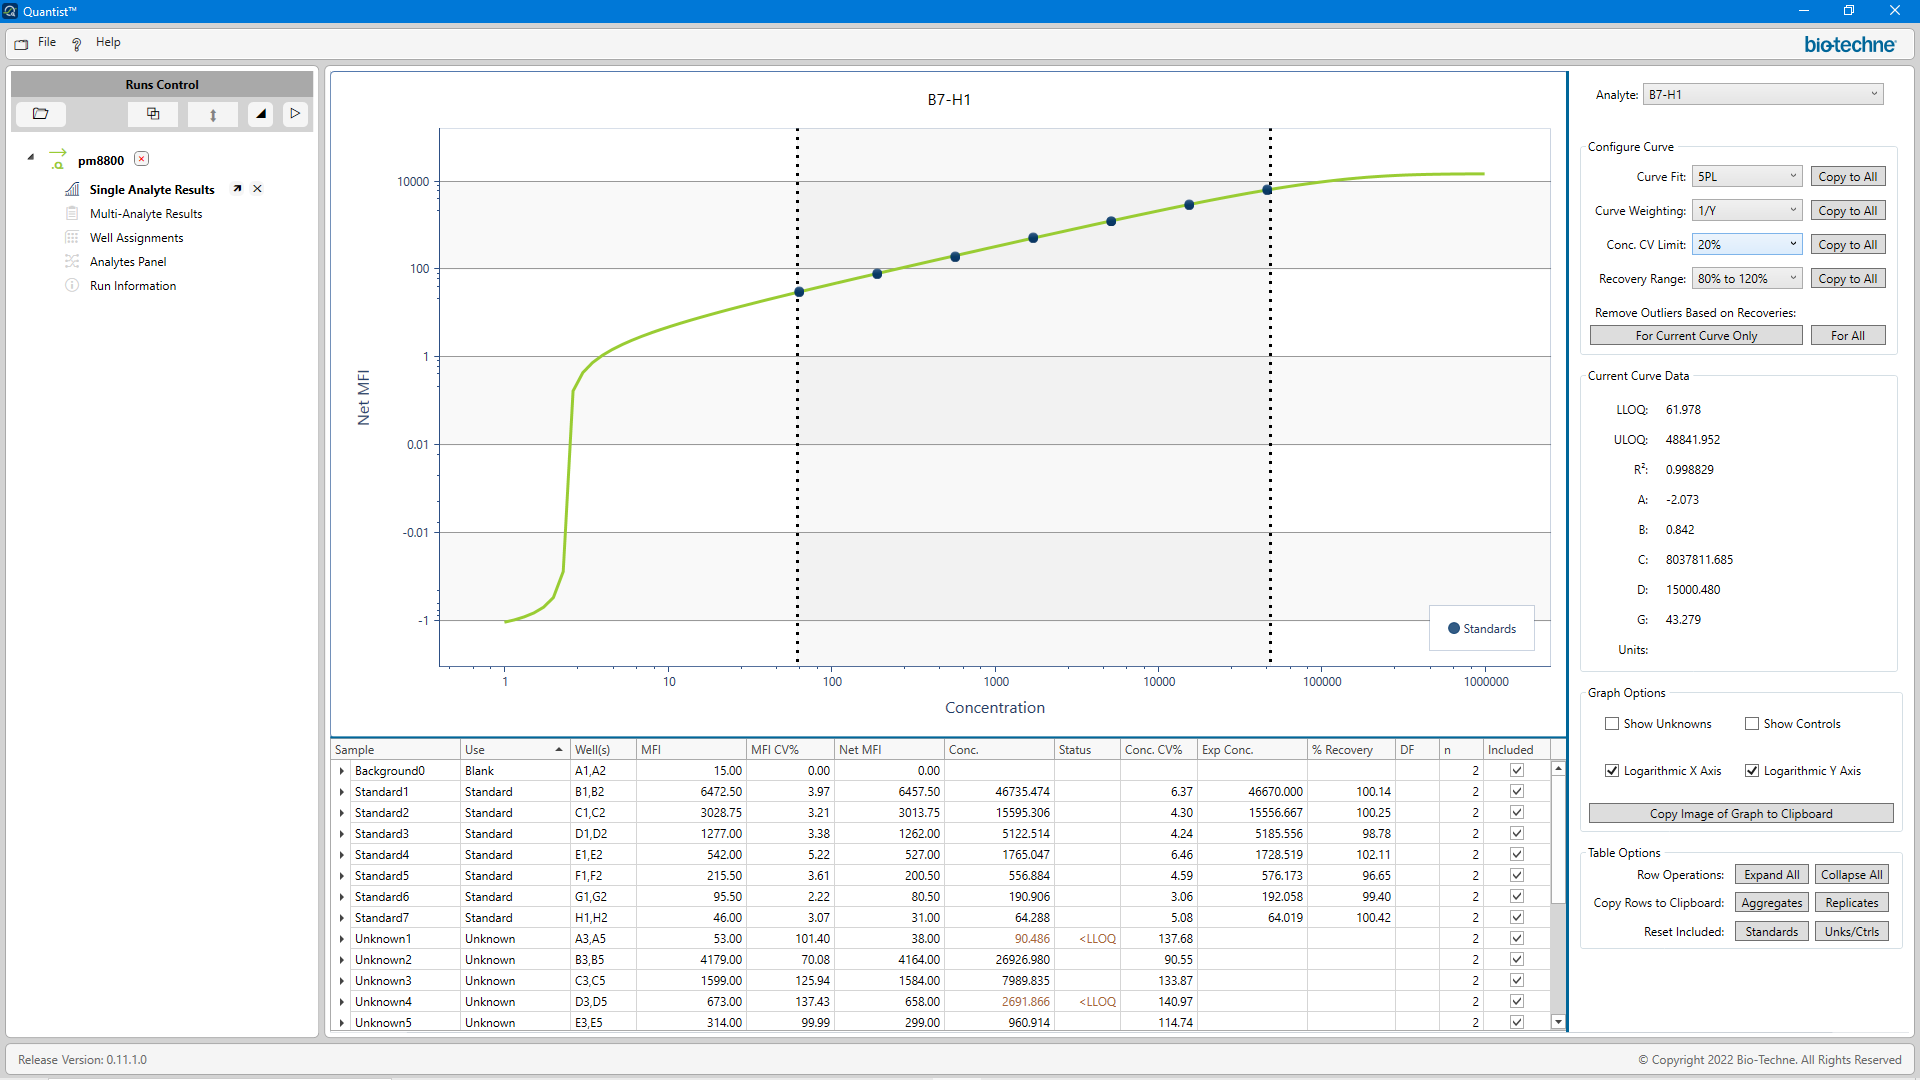 Quantist™
File Help
bio-techne
Runs Control
pm8800
Single Analyte Results
Multi-Analyte Results
Well Assignments
Analytes Panel
Run Information
B7-H1
Net MFI
10000
100
1
0.01
-0.01
-1
Standards
1 10 100 1000 10000 100000 1000000
Concentration
Sample Use Well(s) MFI MFI CV% Net MFI Conc. Status Conc. CV% Exp Conc. % Recovery DF n Included
Background0 Blank A1,A2 15.00 0.00 0.00 2
Standard1 Standard B1,B2 6472.50 3.97 6457.50 46735.474 6.37 46670.000 100.14 2
Standard2 Standard C1,C2 3028.75 3.21 3013.75 15595.306 4.30 15556.667 100.25 2
Standard3 Standard D1,D2 1277.00 3.38 1262.00 5122.514 4.24 5185.556 98.78 2
Standard4 Standard E1,E2 542.00 5.22 527.00 1765.047 6.46 1728.519 102.11 2
Standard5 Standard F1,F2 215.50 3.61 200.50 556.884 4.59 576.173 96.65 2
Standard6 Standard G1,G2 95.50 2.22 80.50 190.906 3.06 192.058 99.40 2
Standard7 Standard H1,H2 46.00 3.07 31.00 64.288 5.08 64.019 100.42 2
Unknown1 Unknown A3,A5 53.00 101.40 38.00 90.486 <LLOQ 137.68 2
Unknown2 Unknown B3,B5 4179.00 70.08 4164.00 26926.980 90.55 2
Unknown3 Unknown C3,C5 1599.00 125.94 1584.00 7989.835 133.87 2
Unknown4 Unknown D3,D5 673.00 137.43 658.00 2691.866 <LLOQ 140.97 2
Unknown5 Unknown E3,E5 314.00 99.99 299.00 960.914 114.74 2
Analyte: B7-H1
Configure Curve
Curve Fit: 5PL Copy to All
Curve Weighting: 1/Y Copy to All
Conc. CV Limit: 20% Copy to All
Recovery Range: 80% to 120% Copy to All
Remove Outliers Based on Recoveries:
For Current Curve Only For All
Current Curve Data
LLOQ: 61.978
ULOQ: 48841.952
R²: 0.998829
A: -2.073
B: 0.842
C: 8037811.685
D: 15000.480
G: 43.279
Units:
Graph Options
Show Unknowns Show Controls
Logarithmic X Axis Logarithmic Y Axis
Copy Image of Graph to Clipboard
Table Options
Row Operations: Expand All Collapse All
Copy Rows to Clipboard: Aggregates Replicates
Reset Included: Standards Unks/Ctrls
Release Version: 0.11.1.0
© Copyright 2022 Bio-Techne. All Rights Reserved